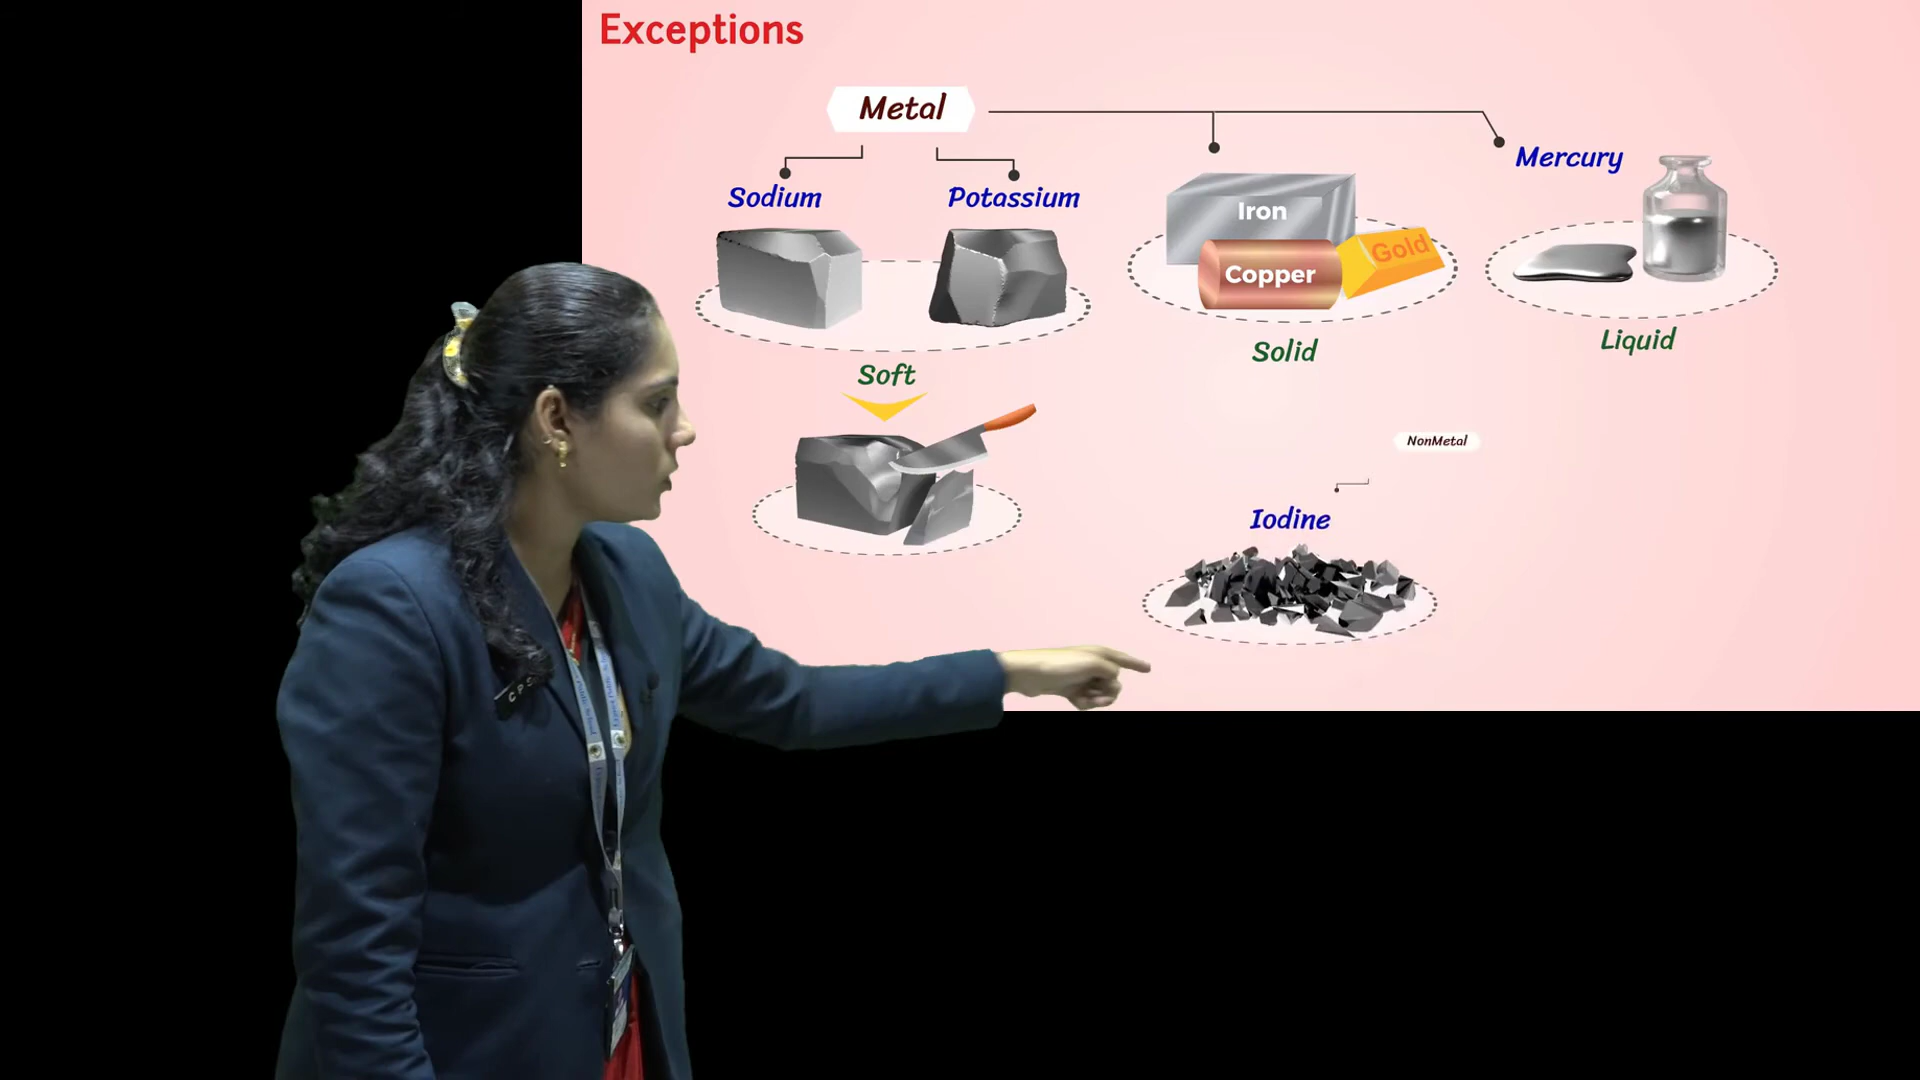 Exceptions
Metal
Sodium
Potassium
Iron
Copper
Gold
Mercury
Soft
Solid
Liquid
NonMetal
Iodine